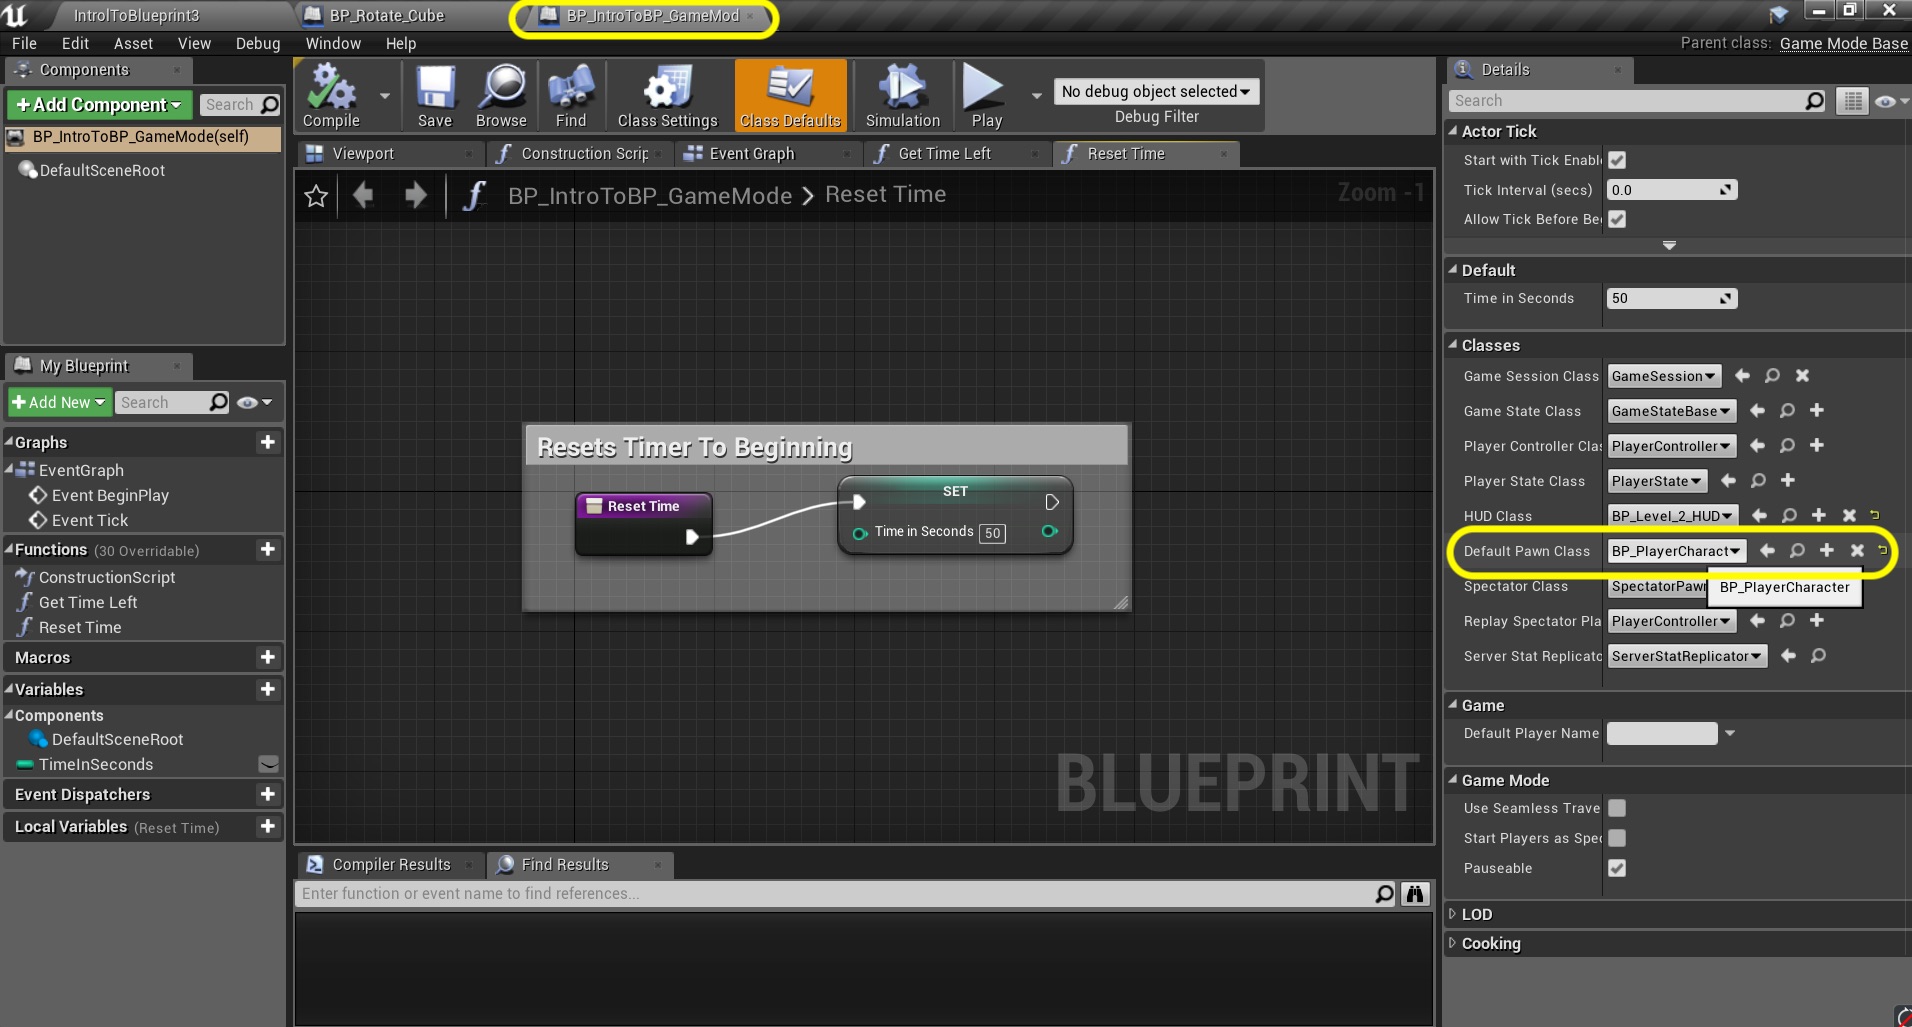 IntrolToBlueprint3
BP_Rotate_Cube
BP_IntroToBP_GameMod
File Edit Asset View Debug Window Help
Parent class: Game Mode Base
Components
+Add Component
Search
BP_IntroToBP_GameMode(self)
DefaultSceneRoot
My Blueprint
+Add New
Search
Graphs
EventGraph
Event BeginPlay
Event Tick
Functions (30 Overridable)
ConstructionScript
Get Time Left
Reset Time
Macros
Variables
Components
DefaultSceneRoot
TimeInSeconds
Event Dispatchers
Local Variables (Reset Time)
Compile
Save
Browse
Find
Class Settings
Class Defaults
Simulation
Play
No debug object selected
Debug Filter
Viewport
Construction Scrip
Event Graph
Get Time Left
Reset Time
BP_IntroToBP_GameMode > Reset Time
Zoom -1
Resets Timer To Beginning
Reset Time
SET
Time in Seconds 50
BLUEPRINT
Compiler Results
Find Results
Enter function or event name to find references...
Details
Search
Actor Tick
Start with Tick Enabl
Tick Interval (secs) 0.0
Allow Tick Before Be
Default
Time in Seconds 50
Classes
Game Session Class GameSession
Game State Class GameStateBase
Player Controller Clas PlayerController
Player State Class PlayerState
HUD Class BP_Level_2_HUD
Default Pawn Class BP_PlayerCharact
Spectator Class SpectatorPawn
BP_PlayerCharacter
Replay Spectator Pla PlayerController
Server Stat Replicato ServerStatReplicator
Game
Default Player Name
Game Mode
Use Seamless Trave
Start Players as Spec
Pauseable
LOD
Cooking